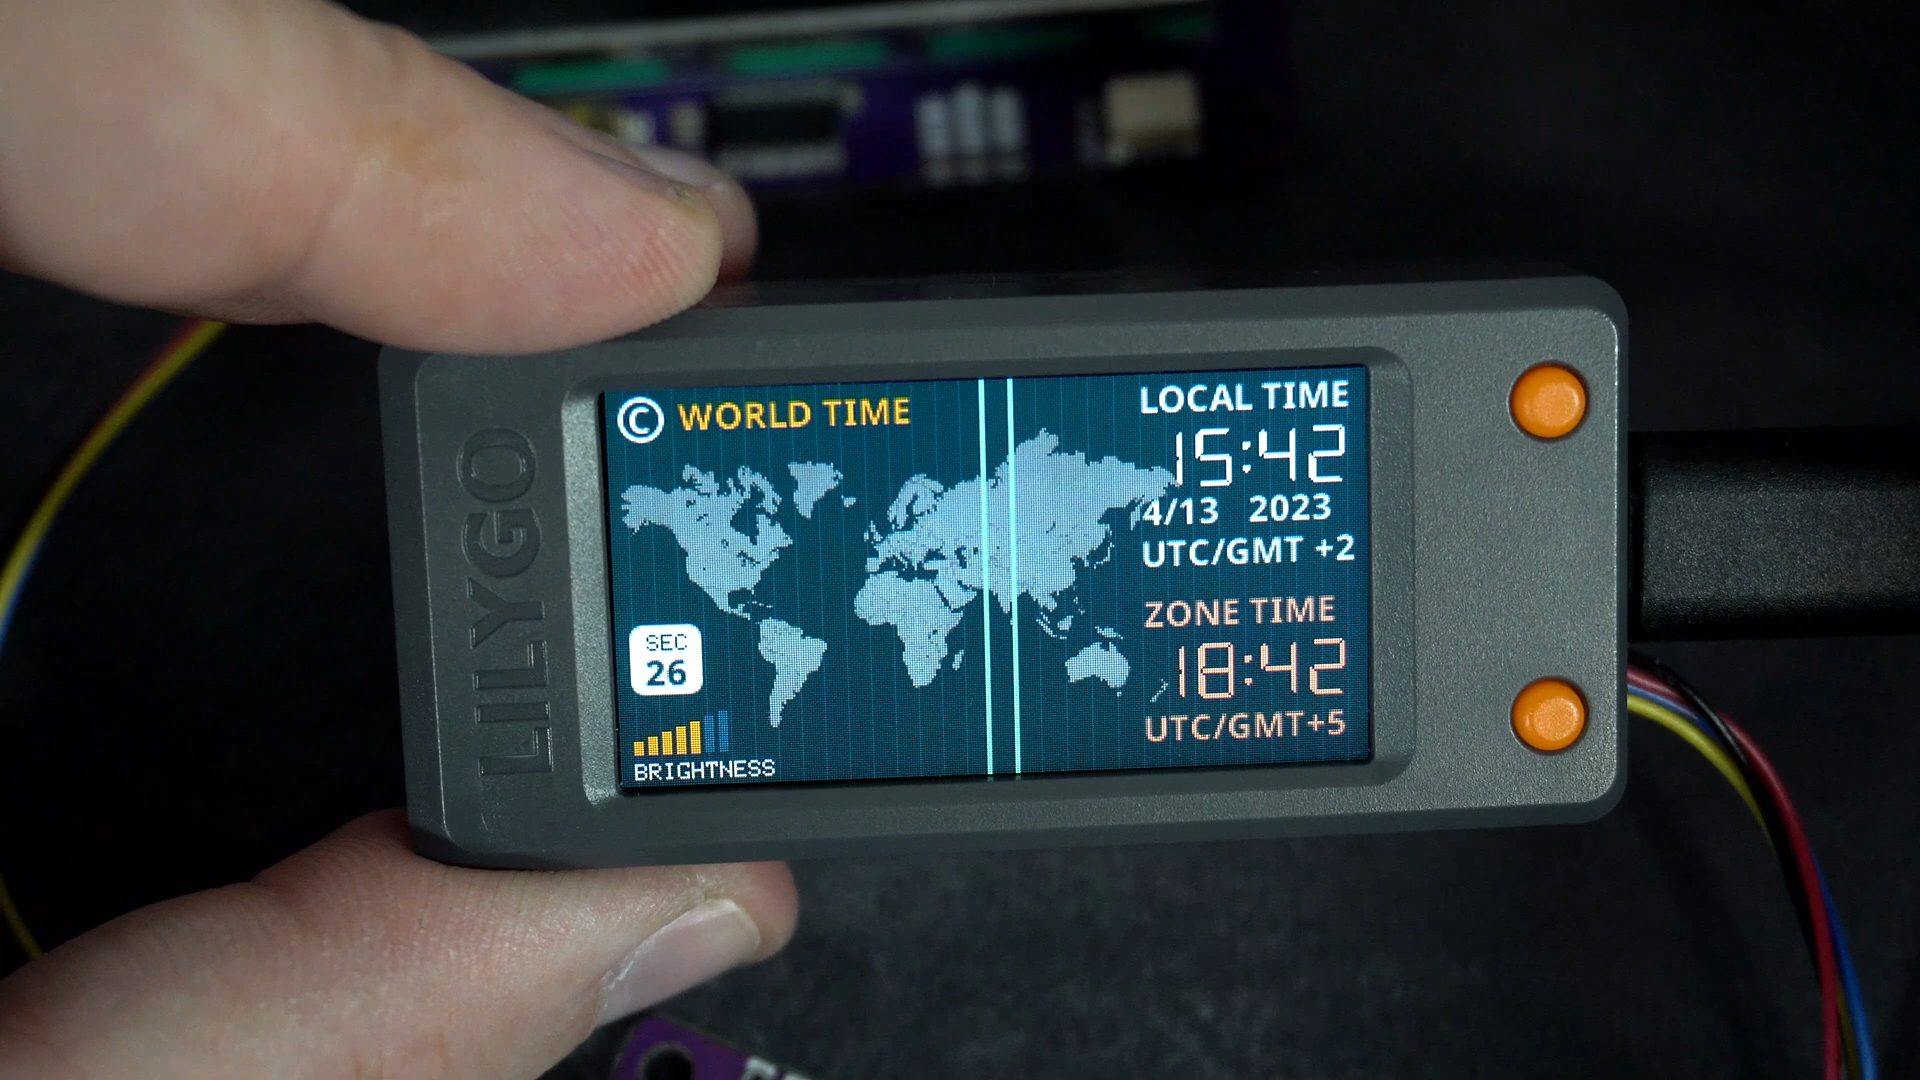 LILYGO
© WORLD TIME
SEC
26
BRIGHTNESS
LOCAL TIME
15:42
4/13 2023
UTC/GMT +2
ZONE TIME
18:42
UTC/GMT+5